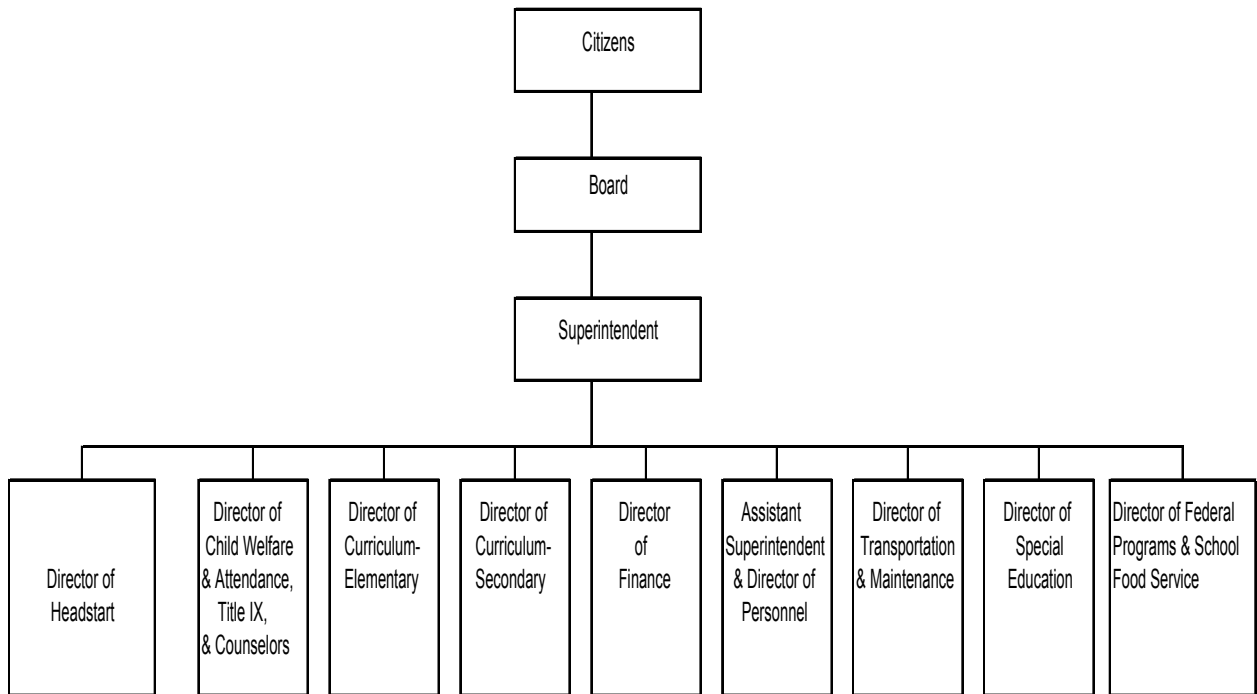 Citizens
Board
Superintendent
Director of
Headstart
Director of
Child Welfare
& Attendance,
Title IX,
& Counselors
Director of
Curriculum-
Elementary
Director of
Curriculum-
Secondary
Director
of
Finance
Assistant
Superintendent
& Director of
Personnel
Director of
Transportation
& Maintenance
Director of
Special
Education
Director of Federal
Programs & School
Food Service